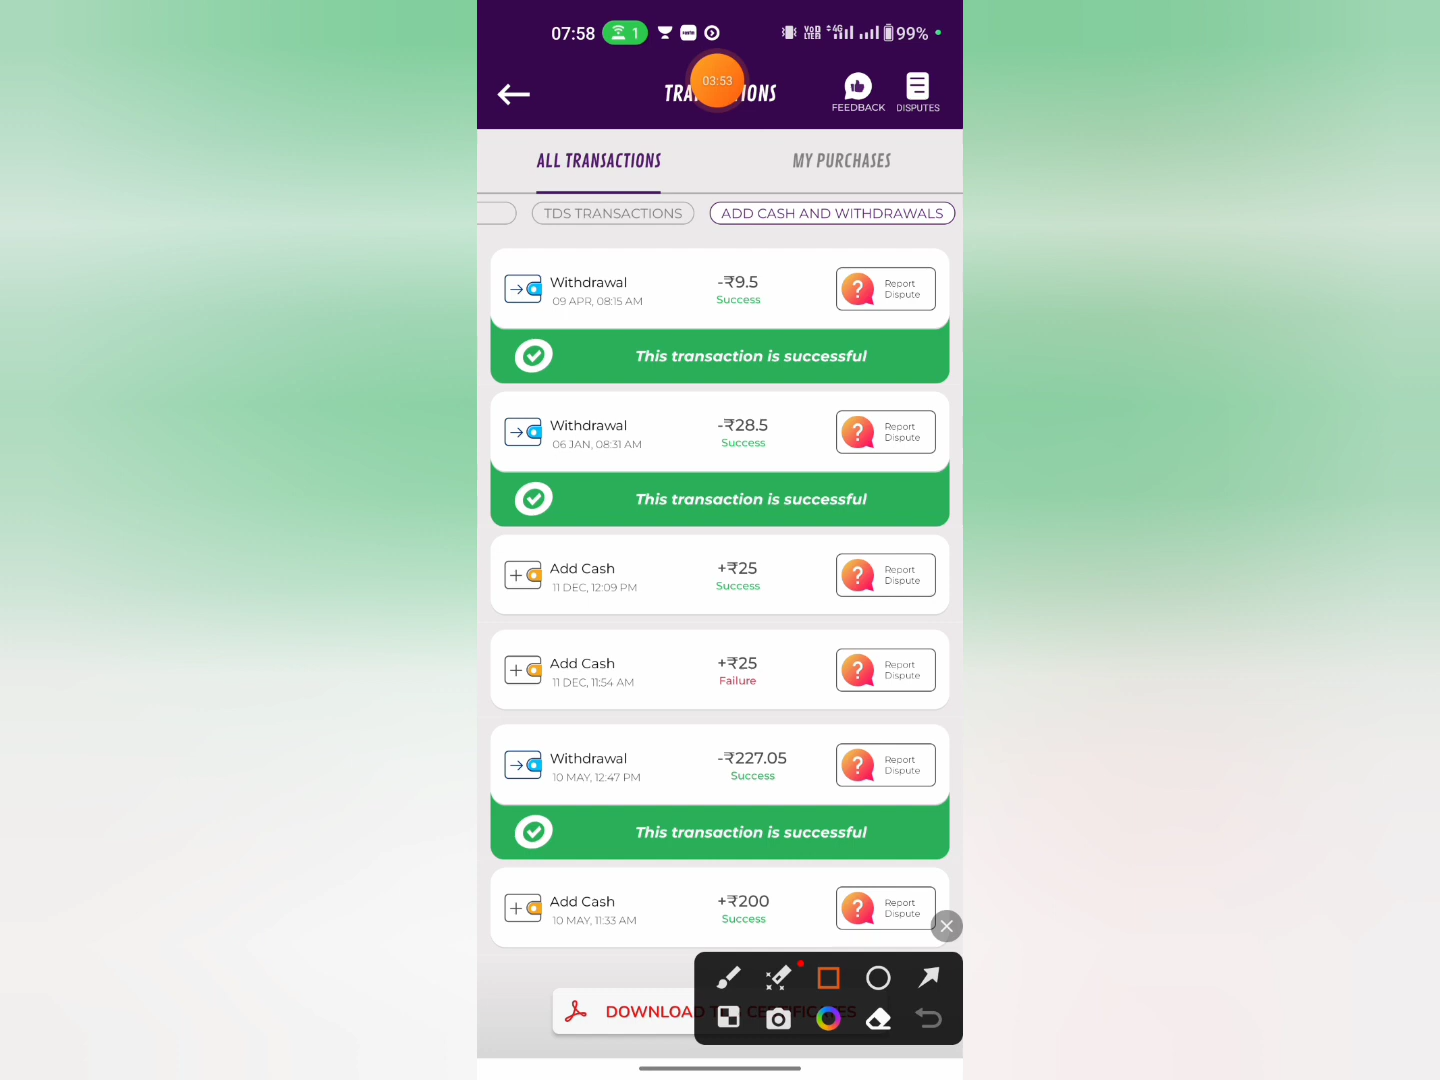 07:58 1 VoD LTEB 4G 99%
03:53
FEEDBACK DISPUTES
ALL TRANSACTIONS MY PURCHASES
TDS TRANSACTIONS ADD CASH AND WITHDRAWALS
Withdrawal -₹9.5 Report
09 APR, 08:15 AM Success Dispute
This transaction is successful
Withdrawal -₹28.5 Report
06 JAN, 08:31 AM Success Dispute
This transaction is successful
Add Cash +₹25 Report
11 DEC, 12:09 PM Success Dispute
Add Cash +₹25 Report
11 DEC, 11:54 AM Failure Dispute
Withdrawal -₹227.05 Report
10 MAY, 12:47 PM Success Dispute
This transaction is successful
Add Cash +₹200 Report
10 MAY, 11:33 AM Success Dispute
DOWNLOAD